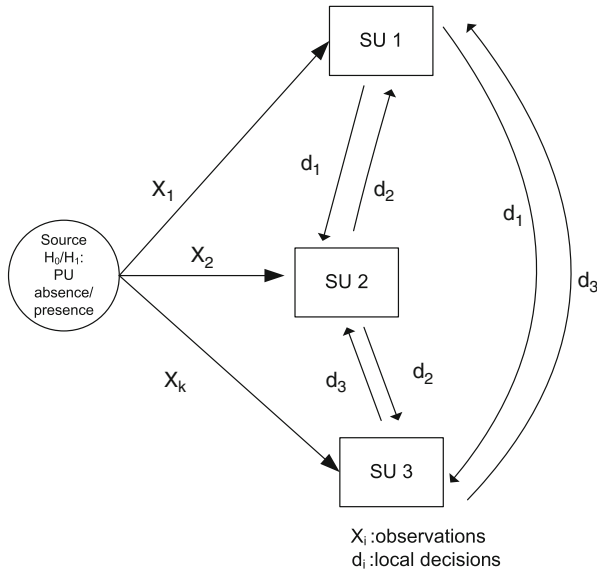 SU 1
X1
d1
d2
Source
H0/H1:
PU
absence/
presence
X2
SU 2
d1
d3
Xk
d3
d2
SU 3
Xi :observations
di :local decisions